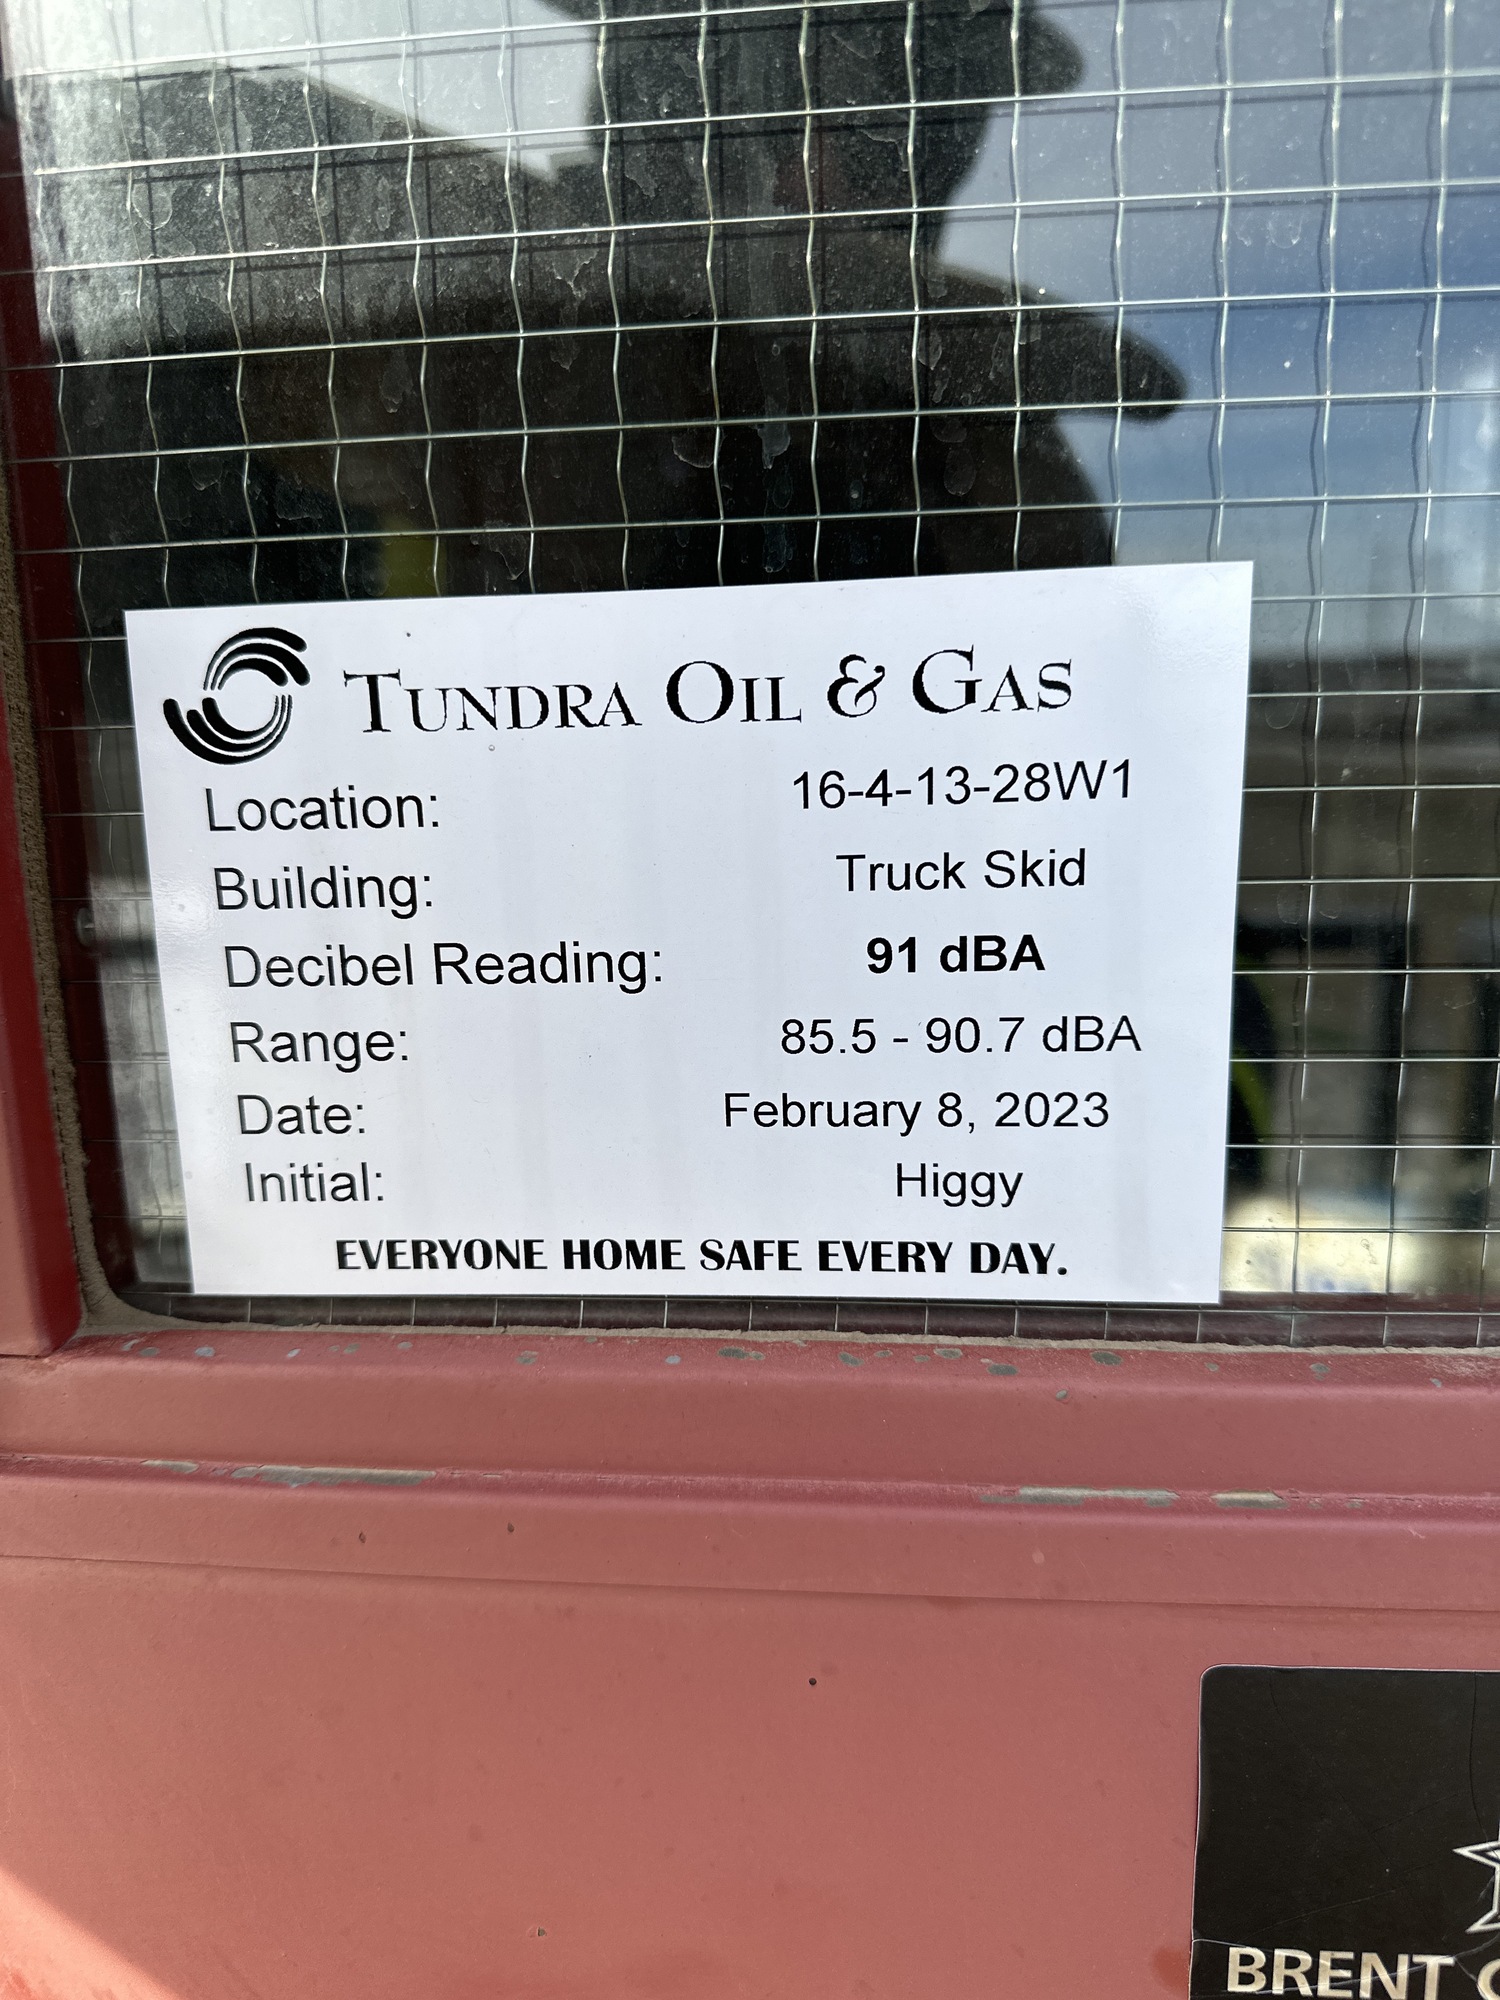 TUNDRA OIL & GAS
Location: 16-4-13-28W1
Building: Truck Skid
Decibel Reading: 91 dBA
Range: 85.5 - 90.7 dBA
Date: February 8, 2023
Initial: Higgy
EVERYONE HOME SAFE EVERY DAY.
BRENT